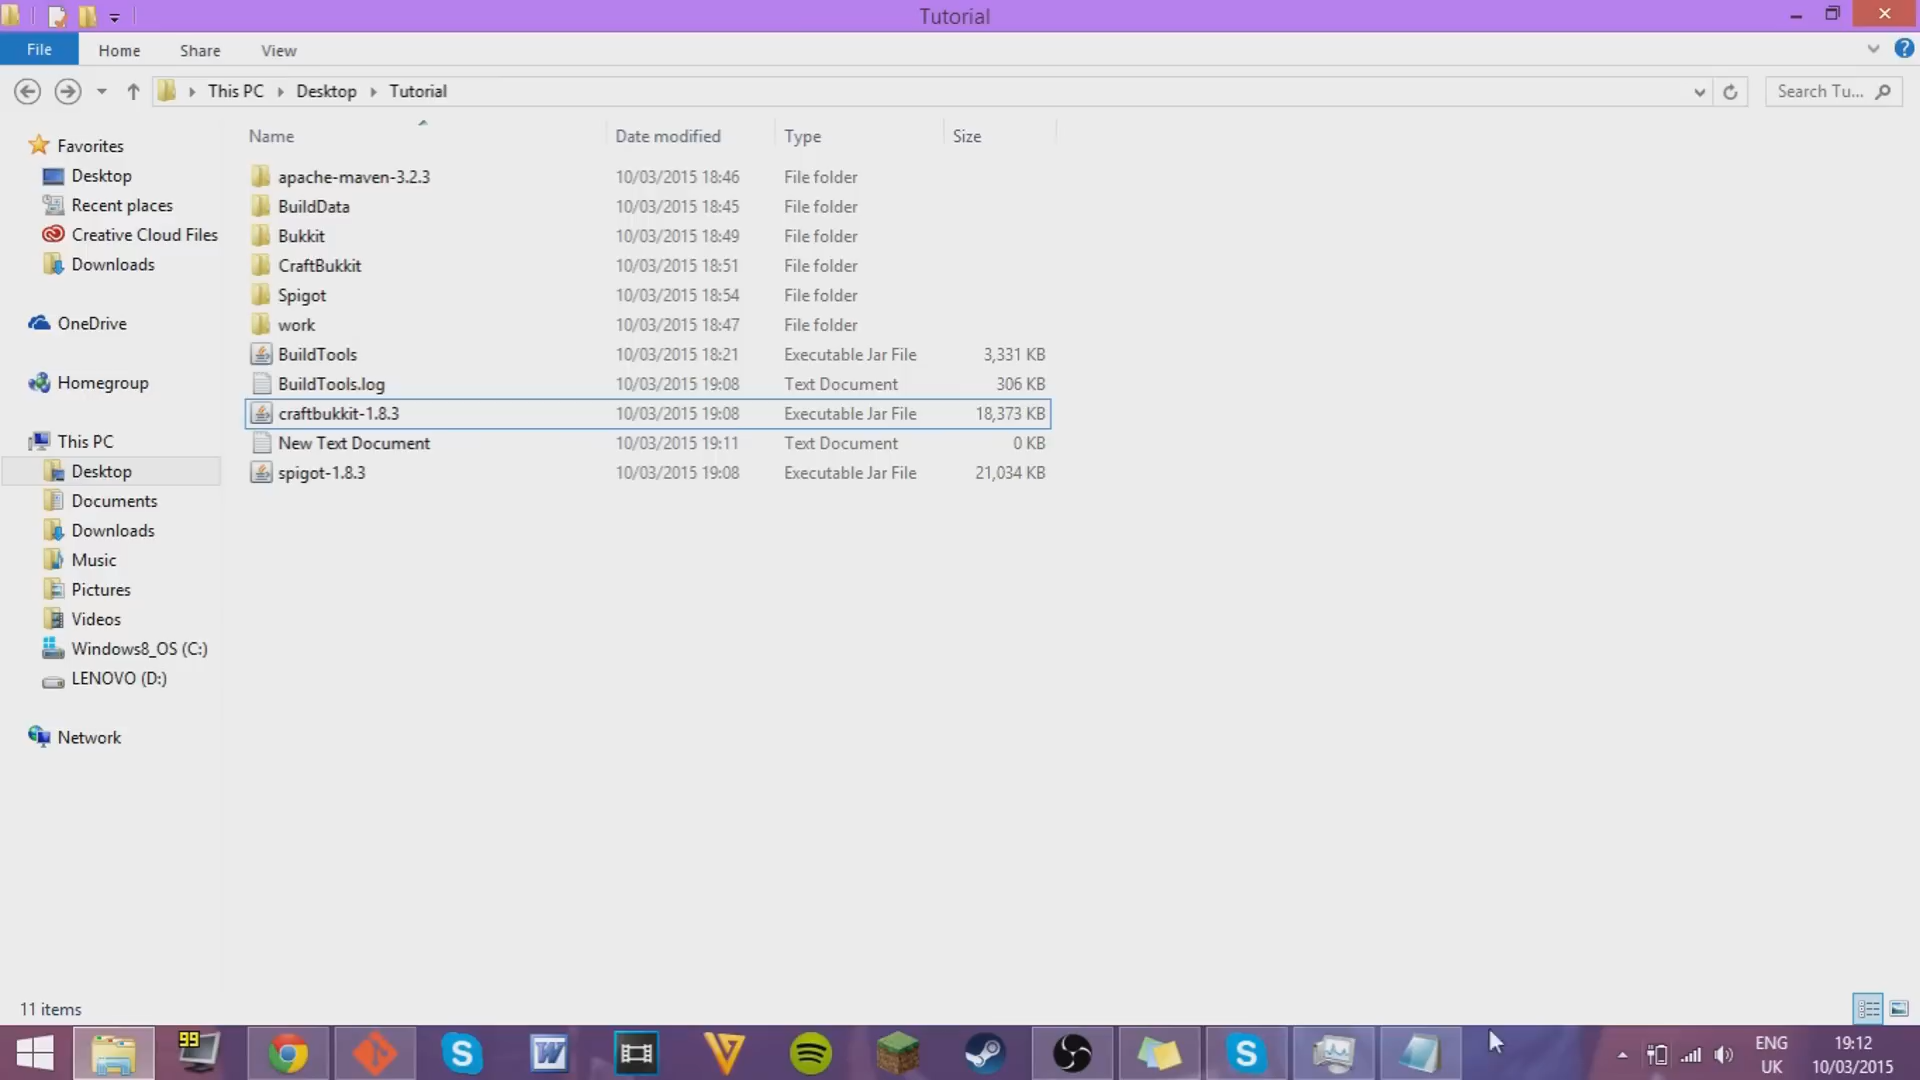 Tutorial
File Home Share View
This PC Desktop Tutorial Search Tu...
Name Date modified Type Size
Favorites
Desktop
Recent places
Creative Cloud Files
Downloads
OneDrive
Homegroup
This PC
Desktop
Documents
Downloads
Music
Pictures
Videos
Windows8_OS (C:)
LENOVO (D:)
Network
apache-maven-3.2.3 10/03/2015 18:46 File folder
BuildData 10/03/2015 18:45 File folder
Bukkit 10/03/2015 18:49 File folder
CraftBukkit 10/03/2015 18:51 File folder
Spigot 10/03/2015 18:54 File folder
work 10/03/2015 18:47 File folder
BuildTools 10/03/2015 18:21 Executable Jar File 3,331 KB
BuildTools.log 10/03/2015 19:08 Text Document 306 KB
craftbukkit-1.8.3 10/03/2015 19:08 Executable Jar File 18,373 KB
New Text Document 10/03/2015 19:11 Text Document 0 KB
spigot-1.8.3 10/03/2015 19:08 Executable Jar File 21,034 KB
11 items
99
ENG 19:12
UK 10/03/2015